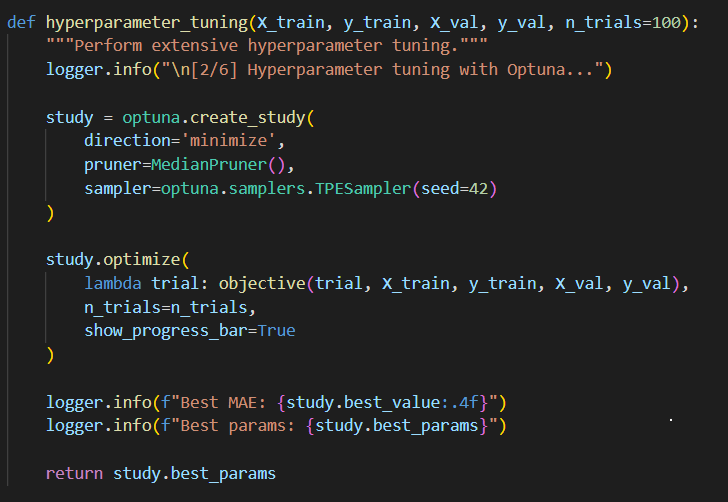 def hyperparameter_tuning(X_train, y_train, X_val, y_val, n_trials=100):
    """Perform extensive hyperparameter tuning."""
    logger.info("\n[2/6] Hyperparameter tuning with Optuna...")

    study = optuna.create_study(
        direction='minimize',
        pruner=MedianPruner(),
        sampler=optuna.samplers.TPESampler(seed=42)
    )

    study.optimize(
        lambda trial: objective(trial, X_train, y_train, X_val, y_val),
        n_trials=n_trials,
        show_progress_bar=True
    )

    logger.info(f"Best MAE: {study.best_value:.4f}")
    logger.info(f"Best params: {study.best_params}")

    return study.best_params